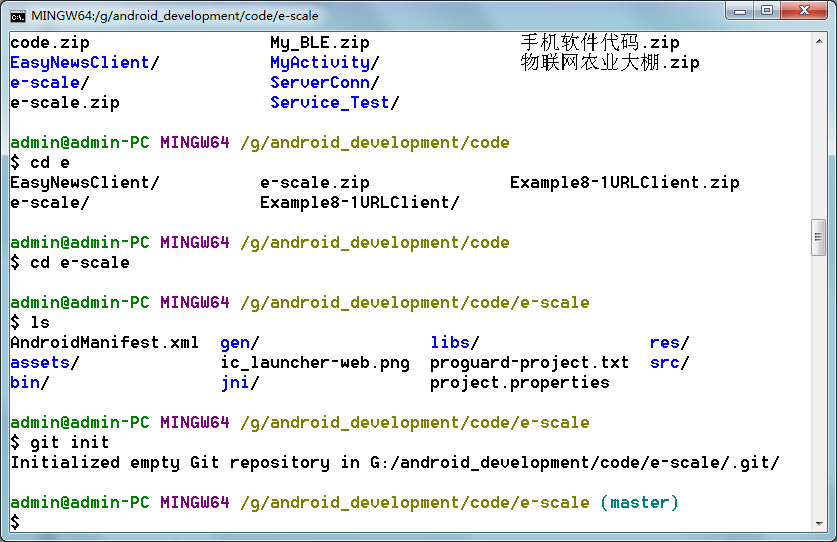 MINGW64:/g/android_development/code/e-scale
code.zip My_BLE.zip 手机软件代码.zip
EasyNewsClient/ MyActivity/ 物联网农业大棚.zip
e-scale/ ServerConn/
e-scale.zip Service_Test/
admin@admin-PC MINGW64 /g/android_development/code
$ cd e
EasyNewsClient/ e-scale.zip Example8-1URLClient.zip
e-scale/ Example8-1URLClient/
admin@admin-PC MINGW64 /g/android_development/code
$ cd e-scale
admin@admin-PC MINGW64 /g/android_development/code/e-scale
$ ls
AndroidManifest.xml gen/ libs/ res/
assets/ ic_launcher-web.png proguard-project.txt src/
bin/ jni/ project.properties
admin@admin-PC MINGW64 /g/android_development/code/e-scale
$ git init
Initialized empty Git repository in G:/android_development/code/e-scale/.git/
admin@admin-PC MINGW64 /g/android_development/code/e-scale (master)
$